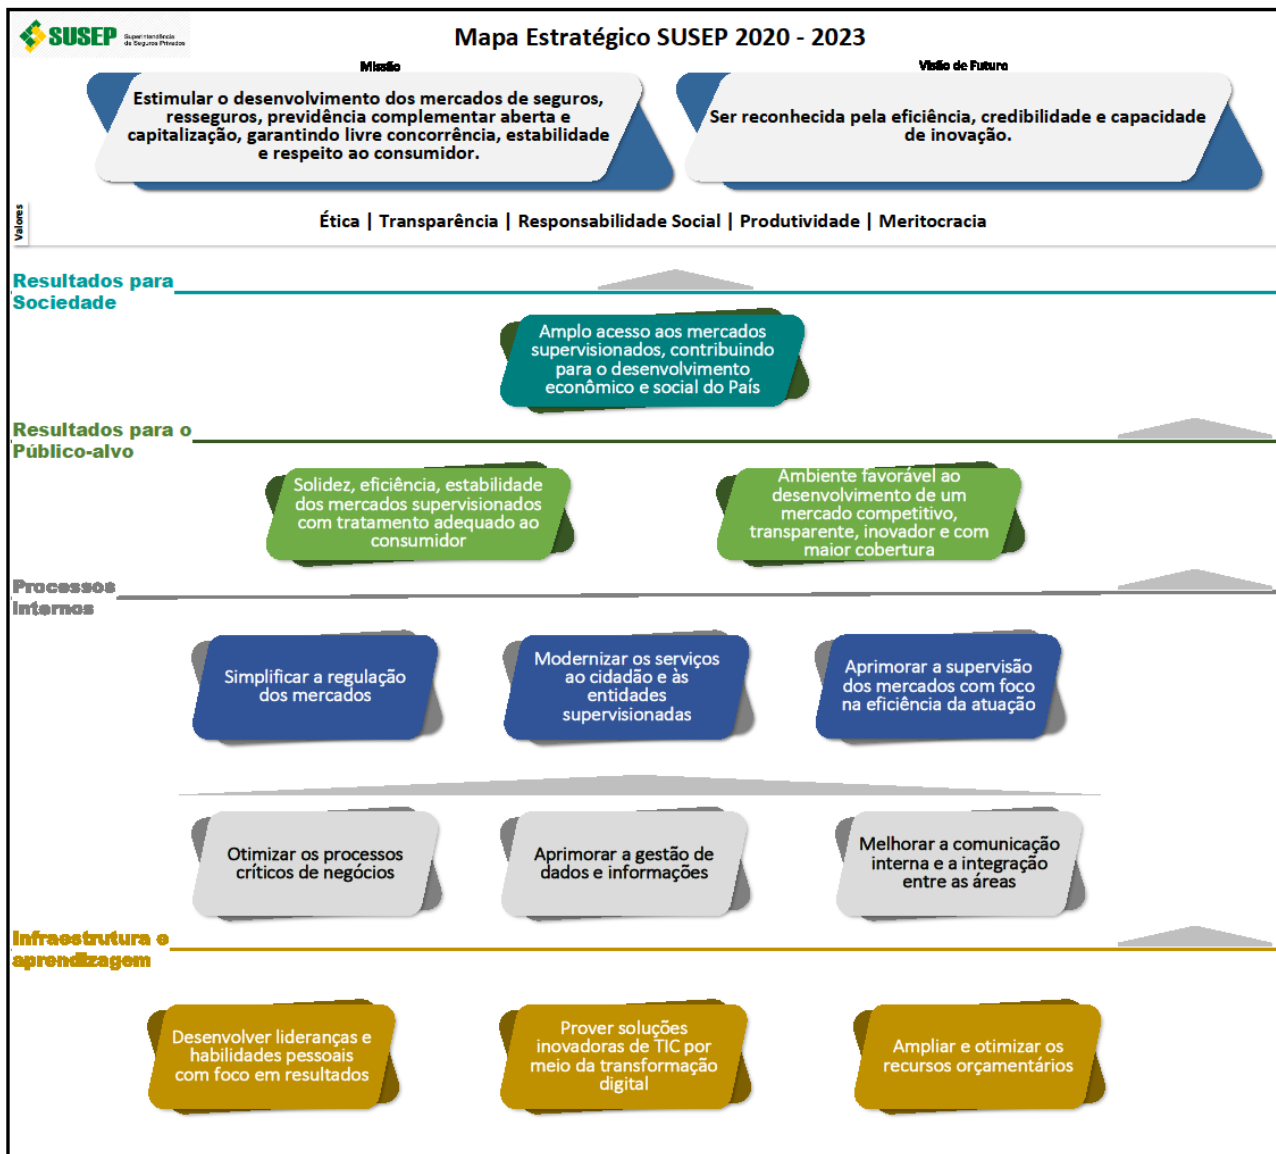 SUSEP
Superintendência
de Seguros Privados
Mapa Estratégico SUSEP 2020 - 2023
Missão
Visão de Futuro
Estimular o desenvolvimento dos mercados de seguros,
resseguros, previdência complementar aberta e
capitalização, garantindo livre concorrência, estabilidade
e respeito ao consumidor.
Ser reconhecida pela eficiência, credibilidade e capacidade
de inovação.
Valores
Ética | Transparência | Responsabilidade Social | Produtividade | Meritocracia
Resultados para
Sociedade
Amplo acesso aos mercados
supervisionados, contribuindo
para o desenvolvimento
econômico e social do País
Resultados para o
Público-alvo
Solidez, eficiência, estabilidade
dos mercados supervisionados
com tratamento adequado ao
consumidor
Ambiente favorável ao
desenvolvimento de um
mercado competitivo,
transparente, inovador e com
maior cobertura
Processos
Internos
Simplificar a regulação
dos mercados
Modernizar os serviços
ao cidadão e às
entidades
supervisionadas
Aprimorar a supervisão
dos mercados com foco
na eficiência da atuação
Otimizar os processos
críticos de negócios
Aprimorar a gestão de
dados e informações
Melhorar a comunicação
interna e a integração
entre as áreas
Infraestrutura e
aprendizagem
Desenvolver lideranças e
habilidades pessoais
com foco em resultados
Prover soluções
inovadoras de TIC por
meio da transformação
digital
Ampliar e otimizar os
recursos orçamentários